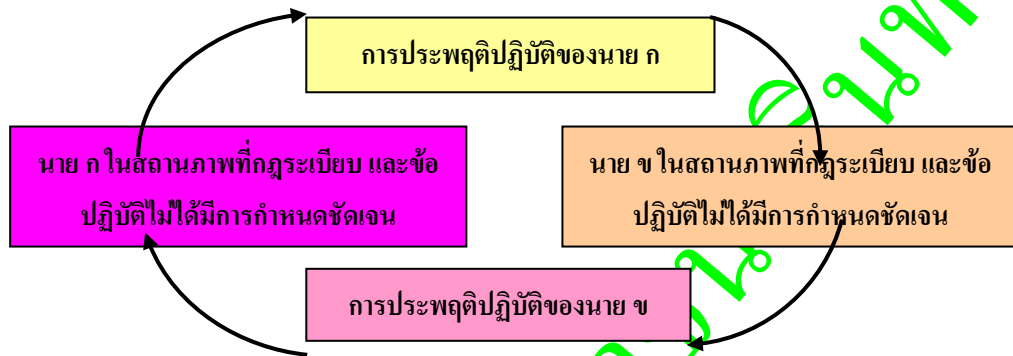 การประพฤติปฏิบัติของนาย ก
นาย ก ในสถานภาพที่กฎระเบียบ และข้อ
ปฏิบัติไม่ได้มีการกำหนดชัดเจน
นาย ข ในสถานภาพที่กฎระเบียบ และข้อ
ปฏิบัติไม่ได้มีการกำหนดชัดเจน
การประพฤติปฏิบัติของนาย ข